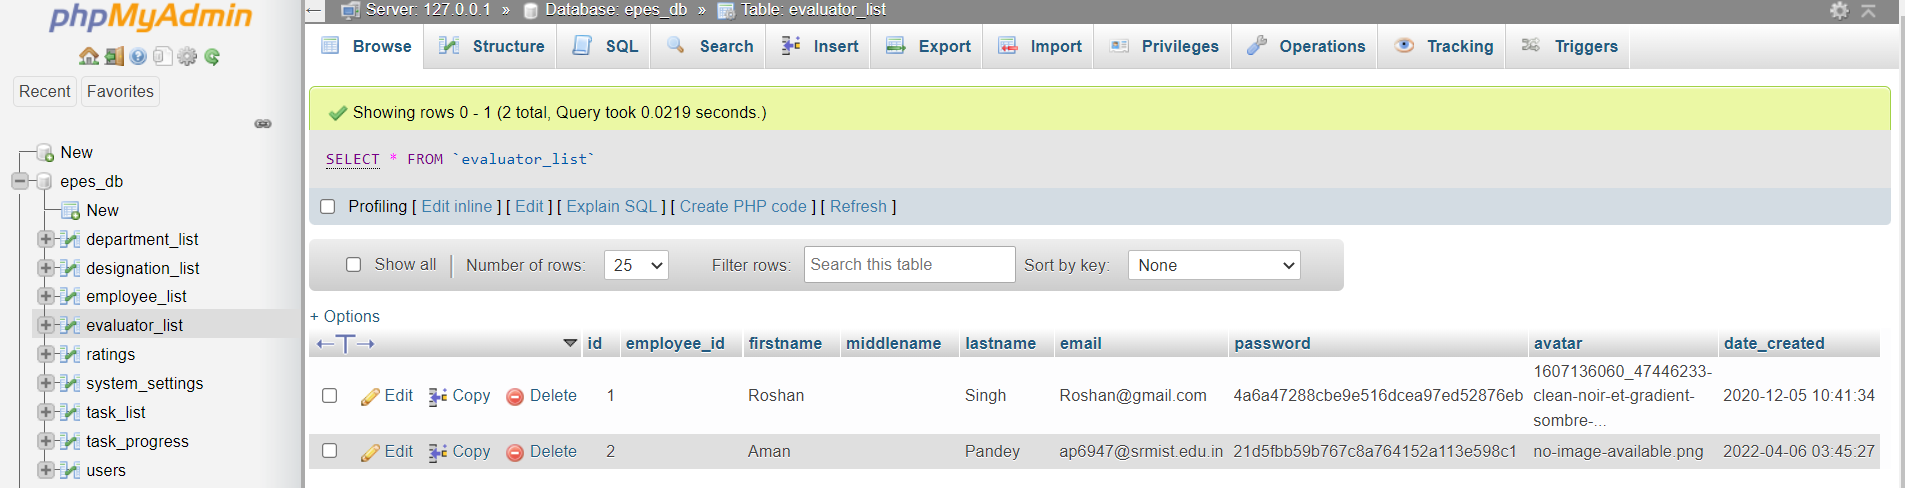 phpMyAdmin
Recent Favorites
New
epes_db
New
department_list
designation_list
employee_list
evaluator_list
ratings
system_settings
task_list
task_progress
users
Server: 127.0.0.1 » Database: epes_db » Table: evaluator_list
Browse Structure SQL Search Insert Export Import Privileges Operations Tracking Triggers
Showing rows 0 - 1 (2 total, Query took 0.0219 seconds.)
SELECT * FROM `evaluator_list`
Profiling [ Edit inline ] [ Edit ] [ Explain SQL ] [ Create PHP code ] [ Refresh ]
Show all | Number of rows: 25 Filter rows: Search this table Sort by key: None
+ Options
←T→ id employee_id firstname middlename lastname email password avatar date_created
Edit Copy Delete 1 Roshan Singh Roshan@gmail.com 4a6a47288cbe9e516dcea97ed52876eb 1607136060_47446233-
clean-noir-et-gradient-
sombre-... 2020-12-05 10:41:34
Edit Copy Delete 2 Aman Pandey ap6947@srmist.edu.in 21d5fbb59b767c8a764152a113e598c1 no-image-available.png 2022-04-06 03:45:27